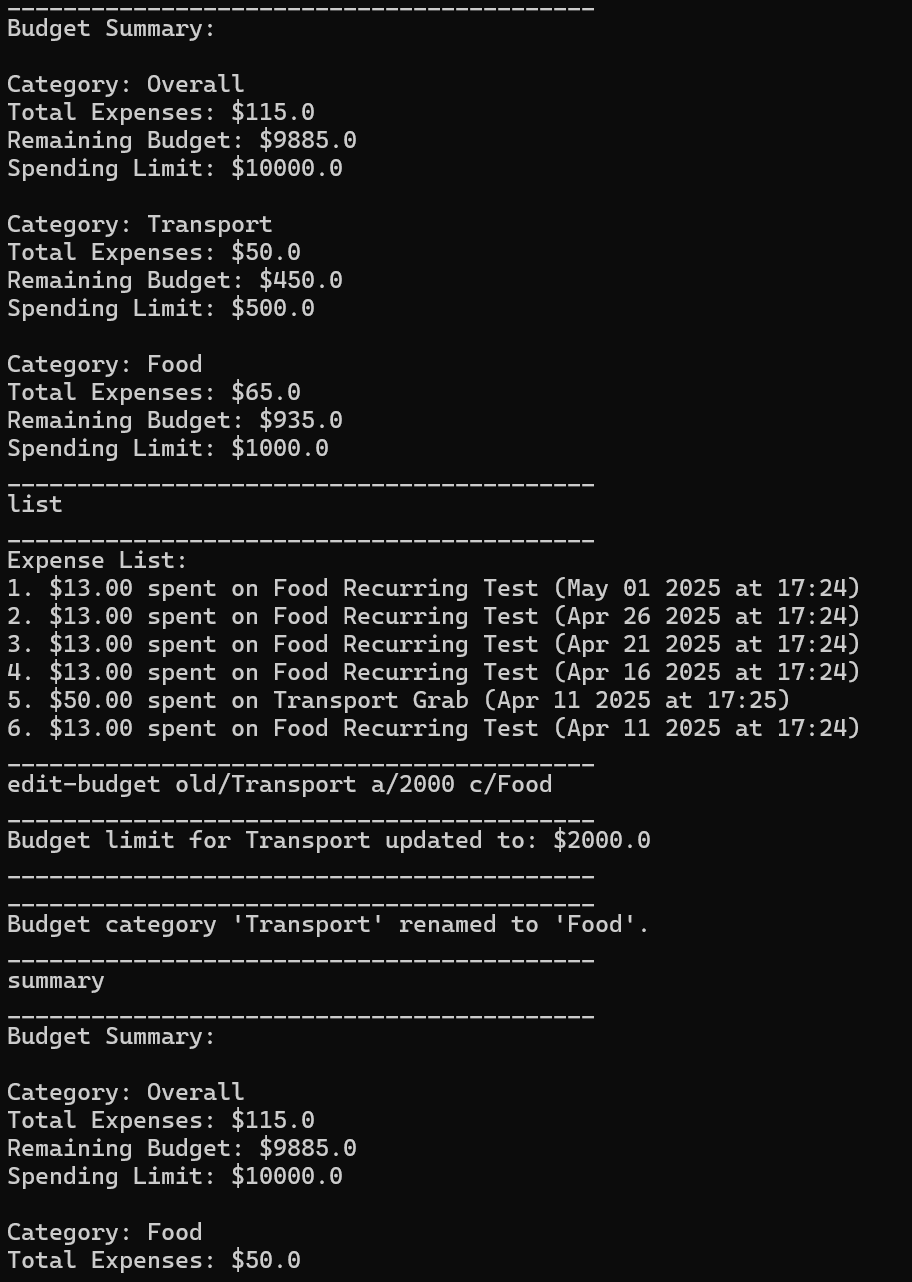 __________________________________________
Budget Summary:

Category: Overall
Total Expenses: $115.0
Remaining Budget: $9885.0
Spending Limit: $10000.0

Category: Transport
Total Expenses: $50.0
Remaining Budget: $450.0
Spending Limit: $500.0

Category: Food
Total Expenses: $65.0
Remaining Budget: $935.0
Spending Limit: $1000.0
__________________________________________
list
__________________________________________
Expense List:
1. $13.00 spent on Food Recurring Test (May 01 2025 at 17:24)
2. $13.00 spent on Food Recurring Test (Apr 26 2025 at 17:24)
3. $13.00 spent on Food Recurring Test (Apr 21 2025 at 17:24)
4. $13.00 spent on Food Recurring Test (Apr 16 2025 at 17:24)
5. $50.00 spent on Transport Grab (Apr 11 2025 at 17:25)
6. $13.00 spent on Food Recurring Test (Apr 11 2025 at 17:24)
__________________________________________
edit-budget old/Transport a/2000 c/Food
__________________________________________
Budget limit for Transport updated to: $2000.0
__________________________________________
__________________________________________
Budget category 'Transport' renamed to 'Food'.
__________________________________________
summary
__________________________________________
Budget Summary:

Category: Overall
Total Expenses: $115.0
Remaining Budget: $9885.0
Spending Limit: $10000.0

Category: Food
Total Expenses: $50.0